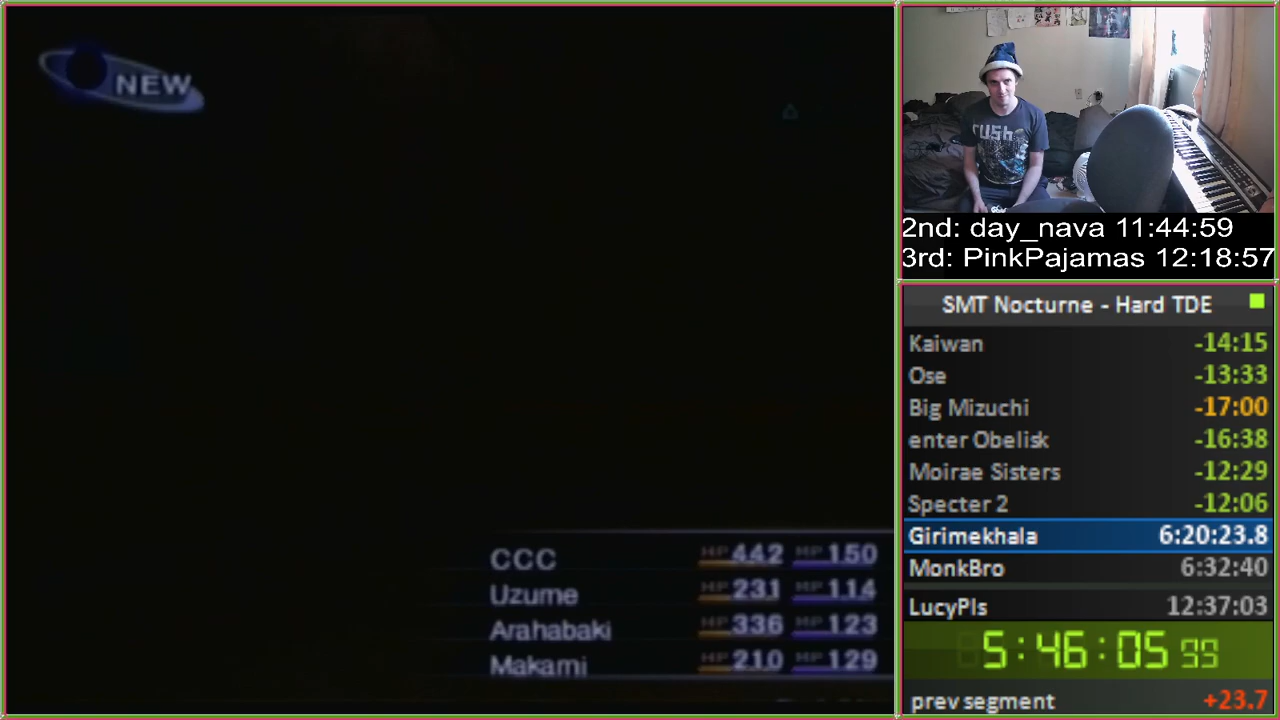 NEW
CCC HP 442 MP 150
Uzume HP 231 MP 114
Arahabaki HP 336 MP 123
Makami HP 210 MP 129
rush
2nd: day_nava 11:44:59
3rd: PinkPajamas 12:18:57
SMT Nocturne - Hard TDE
Kaiwan -14:15
Ose -13:33
Big Mizuchi -17:00
enter Obelisk -16:38
Moirae Sisters -12:29
Specter 2 -12:06
Girimekhala 6:20:23.8
MonkBro 6:32:40
LucyPls 12:37:03
5:46:05 99
prev segment +23.7